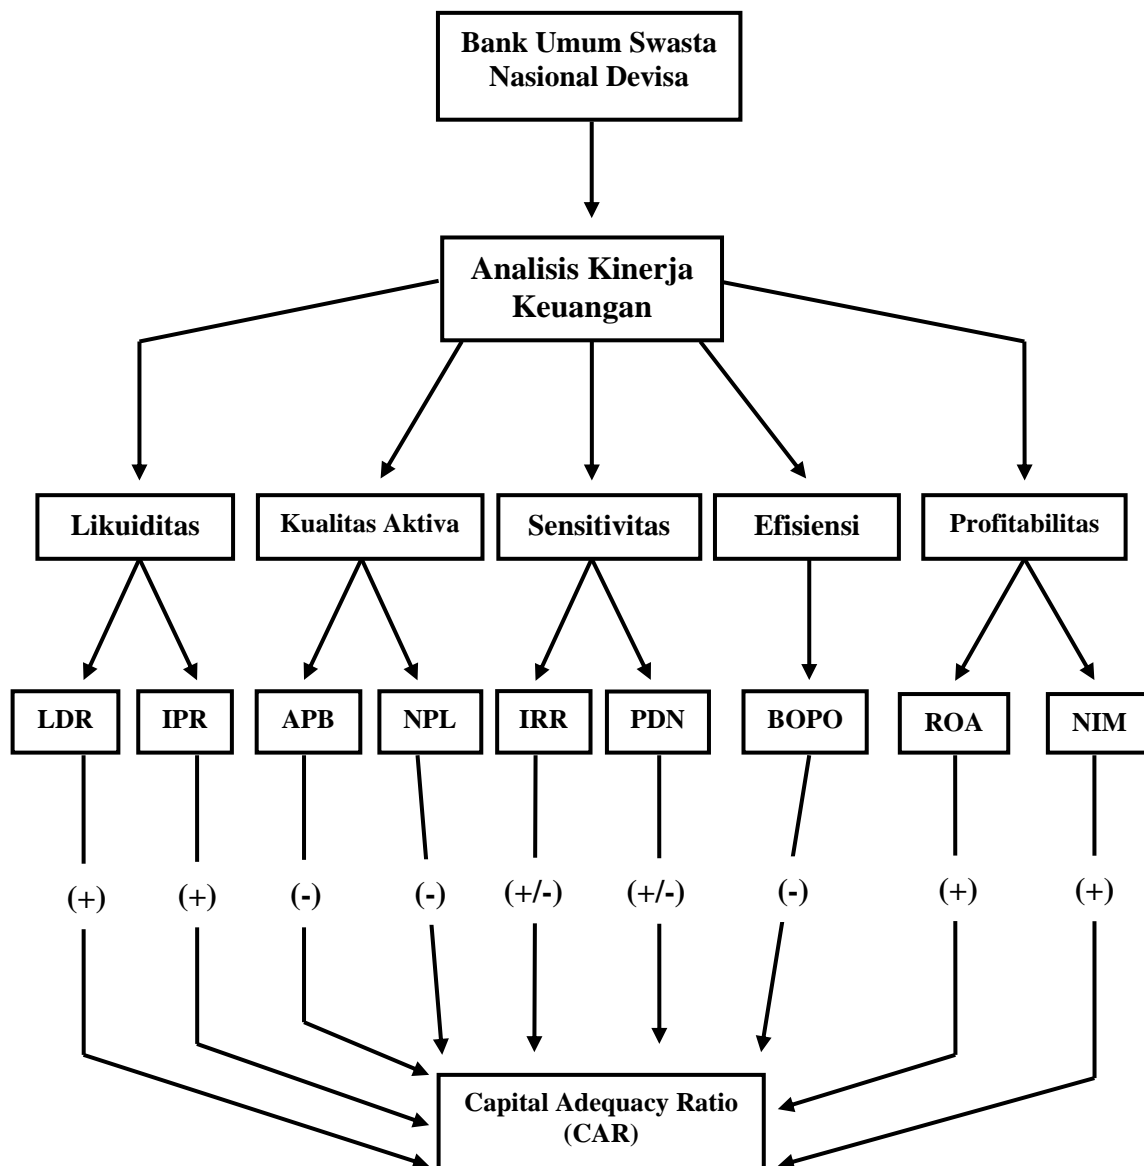 Bank Umum Swasta
Nasional Devisa
Analisis Kinerja
Keuangan
Likuiditas
Kualitas Aktiva
Sensitivitas
Efisiensi
Profitabilitas
LDR
IPR
APB
NPL
IRR
PDN
BOPO
ROA
NIM
(+)
(+)
(-)
(-)
(+/-)
(+/-)
(-)
(+)
(+)
Capital Adequacy Ratio
(CAR)